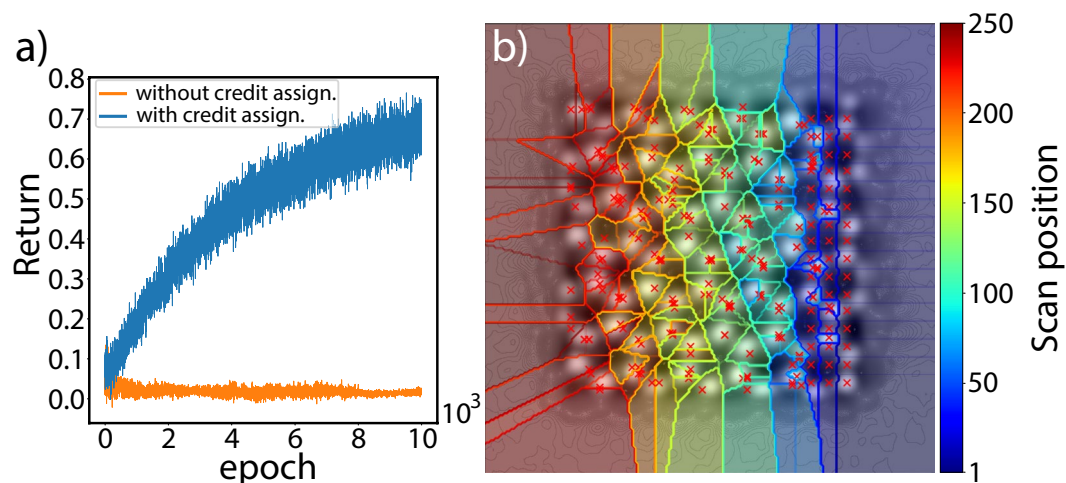 a)
0.8
0.7
0.6
0.5
0.4
0.3
0.2
0.1
0.0
Return
without credit assign.
with credit assign.
0 2 4 6 8 10
10³
epoch
b)
250
200
150
100
50
1
Scan position